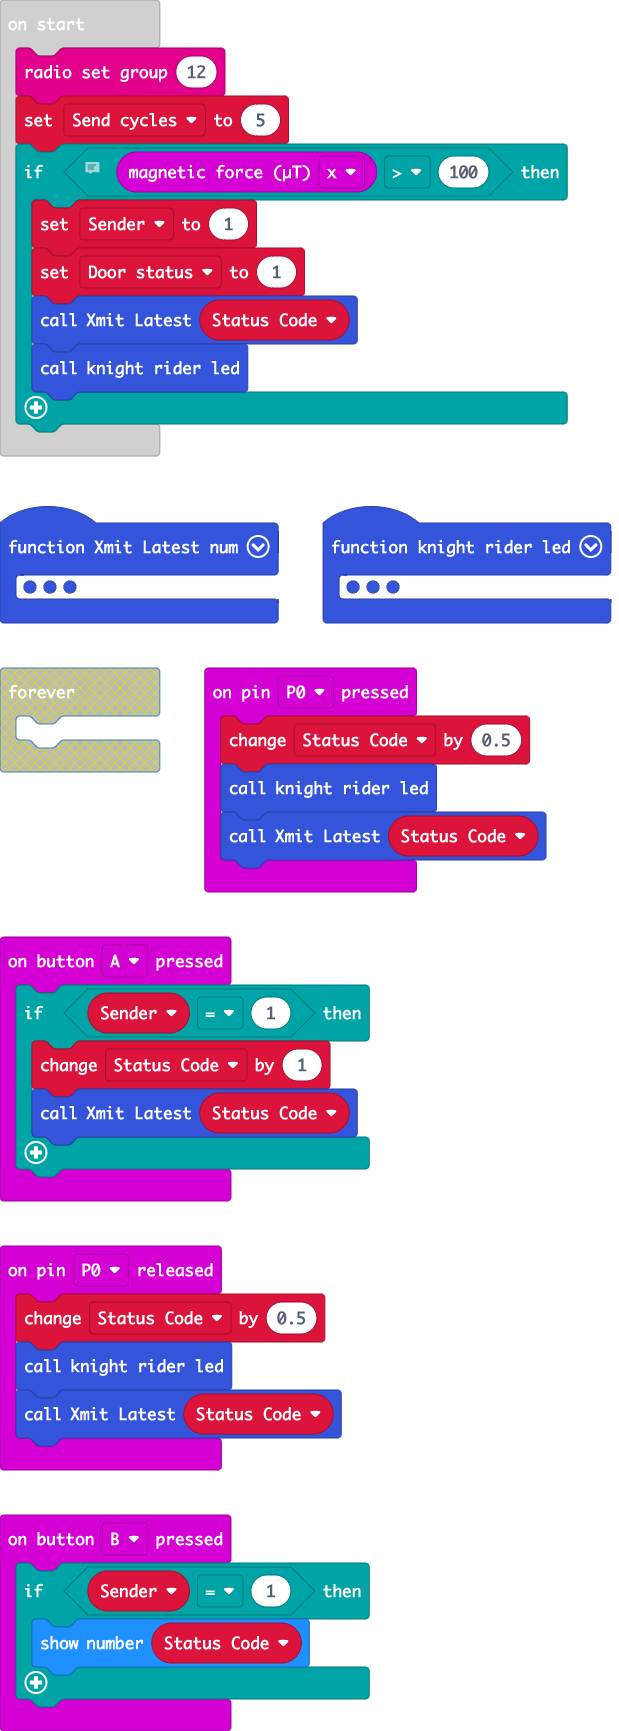 on start
radio set group 12
set Send cycles to 5
if magnetic force (µT) x > 100 then
set Sender to 1
set Door status to 1
call Xmit Latest Status Code
call knight rider led
function Xmit Latest num
function knight rider led
forever
on pin P0 pressed
change Status Code by 0.5
call knight rider led
call Xmit Latest Status Code
on button A pressed
if Sender = 1 then
change Status Code by 1
call Xmit Latest Status Code
on pin P0 released
change Status Code by 0.5
call knight rider led
call Xmit Latest Status Code
on button B pressed
if Sender = 1 then
show number Status Code